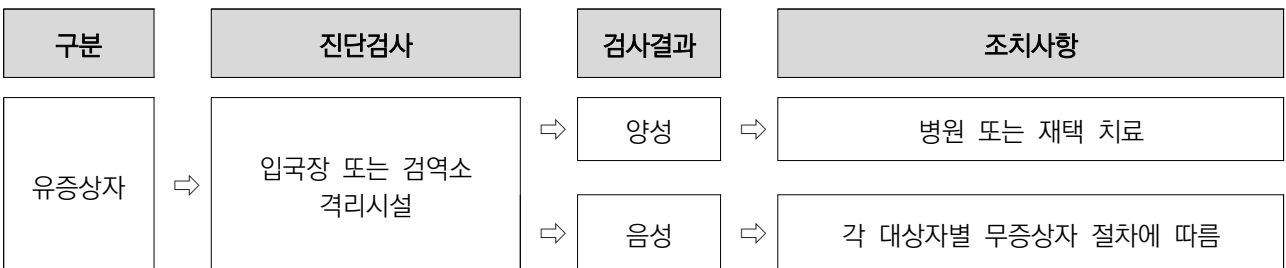 구분 진단검사 검사결과 조치사항
유증상자 ⇨ 입국장 또는 검역소
격리시설
⇨ 양성 ⇨ 병원 또는 재택 치료
⇨ 음성 ⇨ 각 대상자별 무증상자 절차에 따름